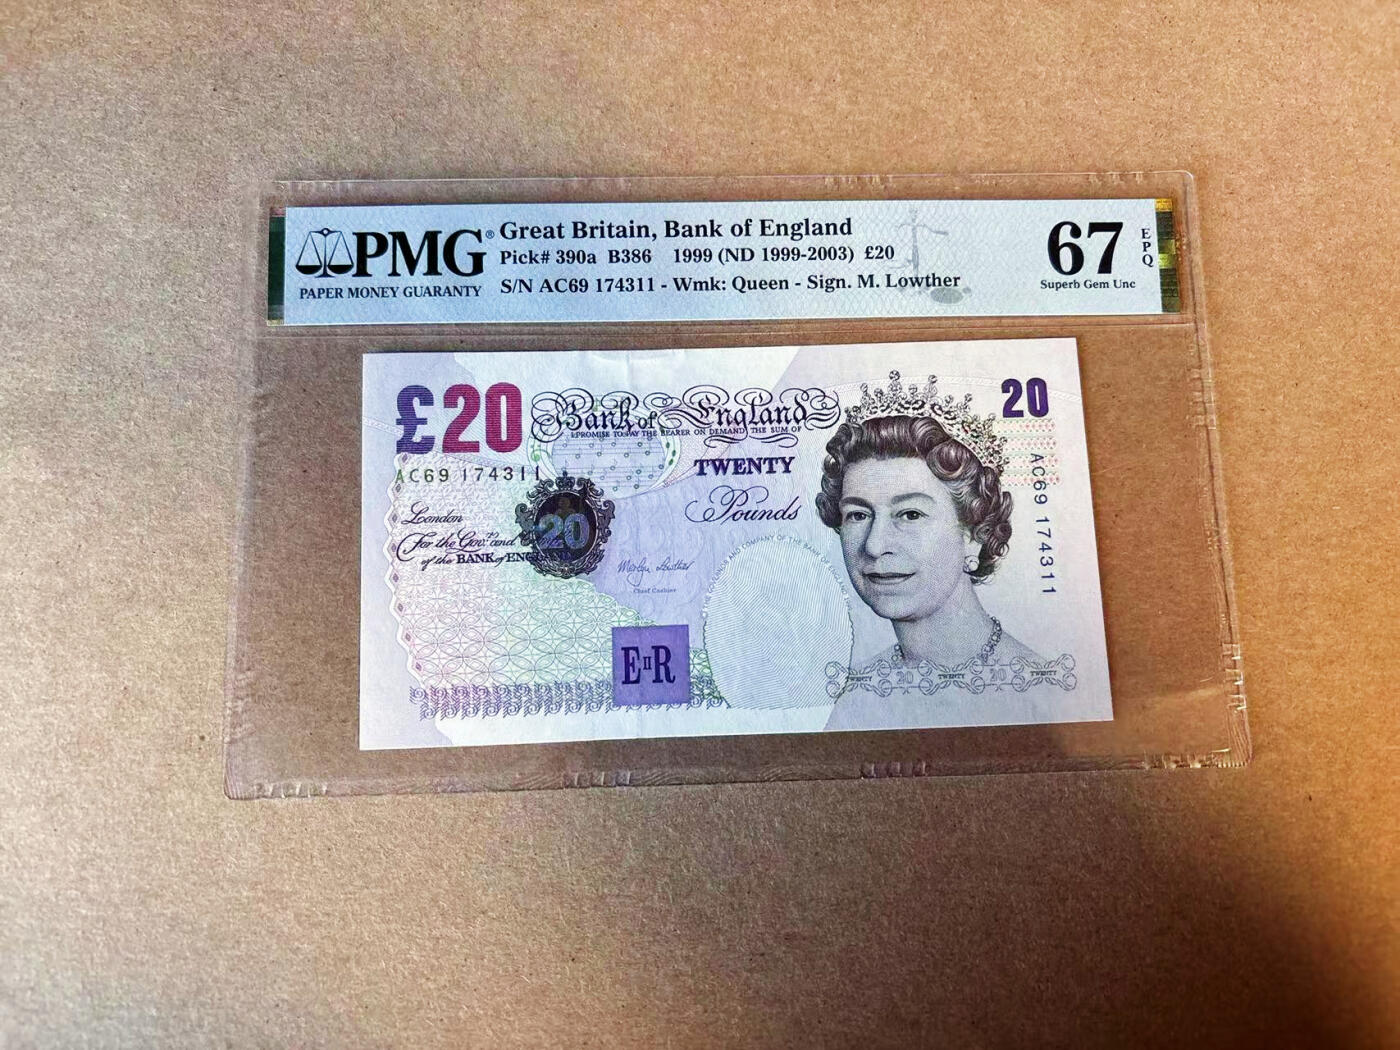 PMG®
PAPER MONEY GUARANTY
Great Britain, Bank of England
Pick# 390a B386 1999 (ND 1999-2003) £20
S/N AC69 174311 - Wmk: Queen - Sign. M. Lowther
67
EPQ
Superb Gem Unc
£20
Bank of England
I PROMISE TO PAY THE BEARER ON DEMAND THE SUM OF
TWENTY
Pounds
20
AC69 174311
AC69 174311
London
For the Govr. and
of the BANK of ENGLAND
20
Merlyn Lowther
Chief Cashier
EIIR
TWENTY 20 TWENTY 20 TWENTY